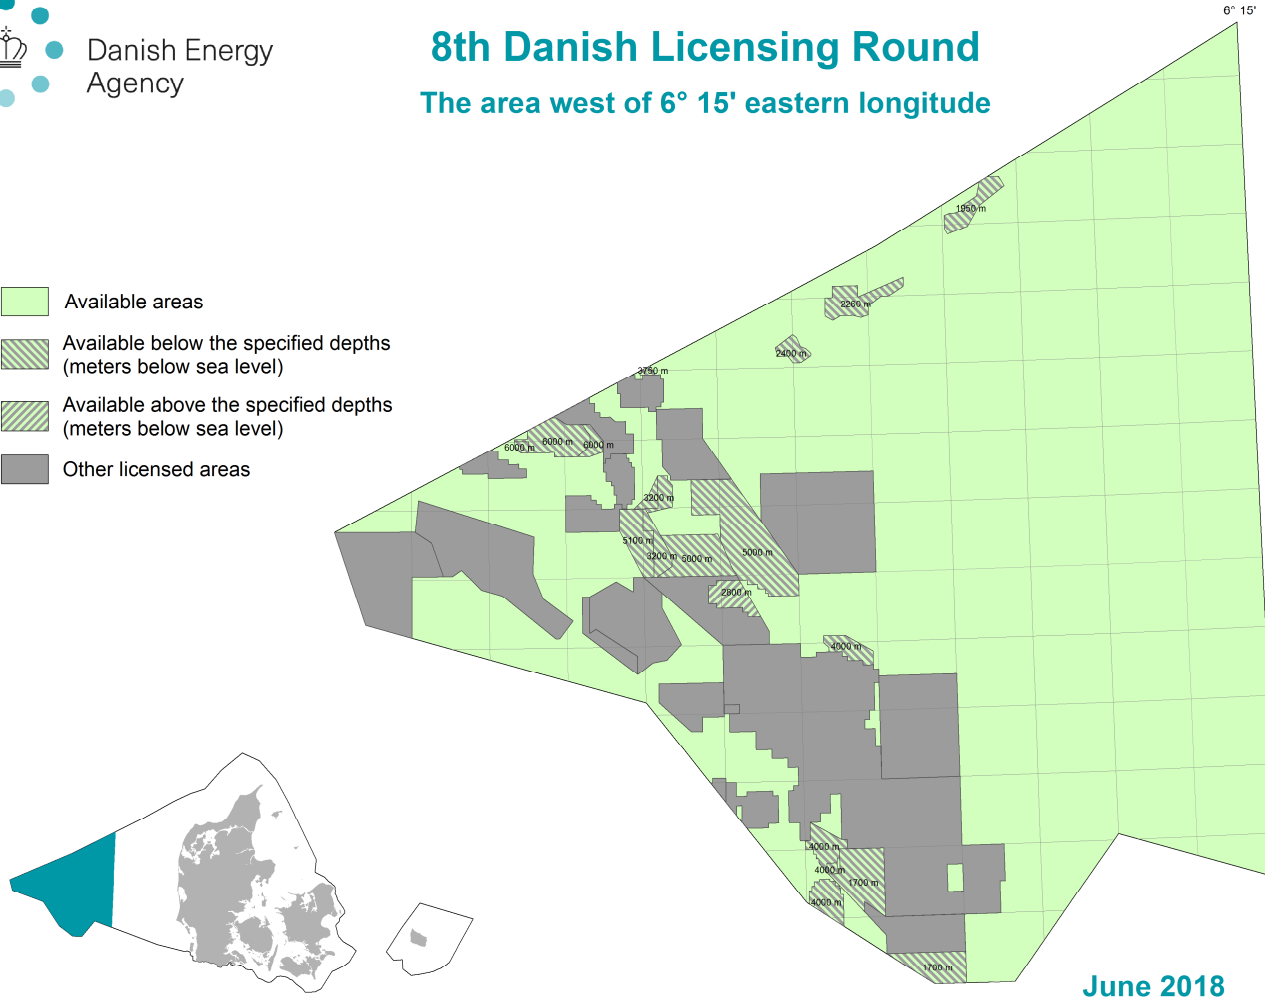 6° 15'
Danish Energy
Agency
8th Danish Licensing Round
The area west of 6° 15' eastern longitude
Available areas
Available below the specified depths
(meters below sea level)
Available above the specified depths
(meters below sea level)
Other licensed areas
1950 m
2260 m
2400 m
3750 m
6000 m
6000 m
6000 m
3200 m
5100 m
3200 m
5000 m
5000 m
2800 m
4000 m
4000 m
4000 m
1700 m
4000 m
1700 m
June 2018